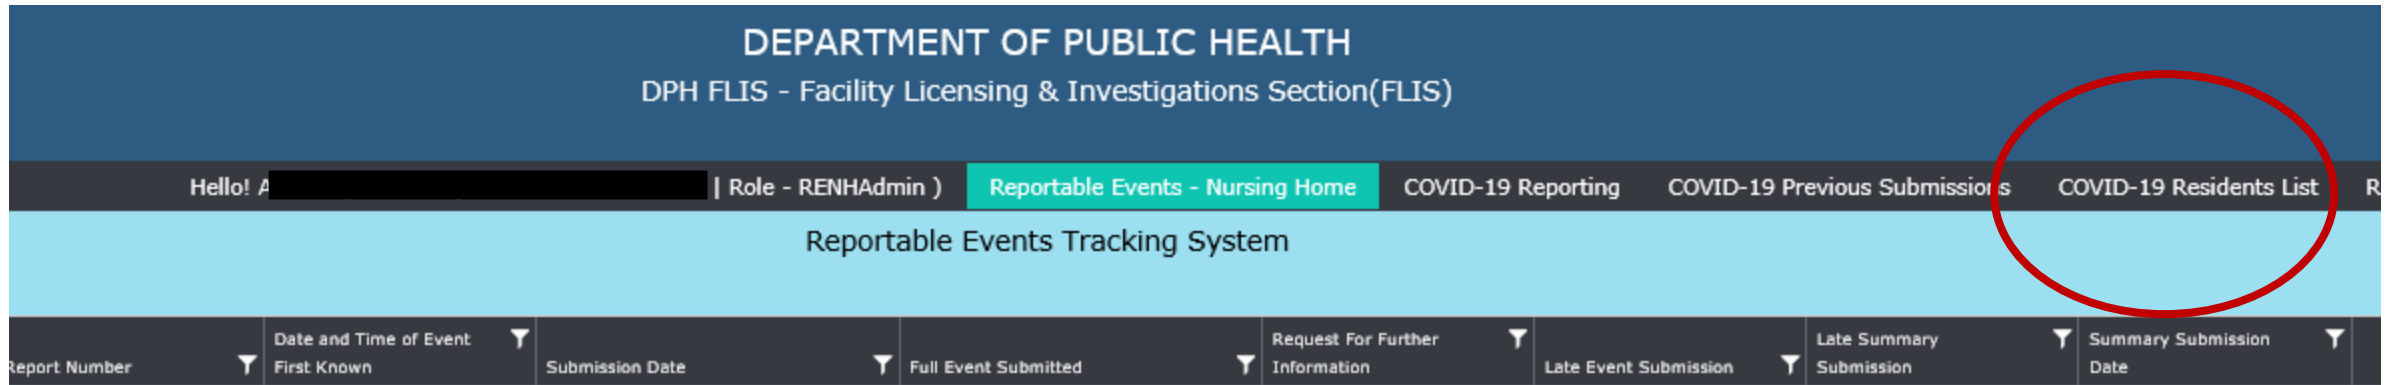 DEPARTMENT OF PUBLIC HEALTH
DPH FLIS - Facility Licensing & Investigations Section(FLIS)
Hello! A | Role - RENHAdmin ) Reportable Events - Nursing Home COVID-19 Reporting COVID-19 Previous Submissions COVID-19 Residents List R
Reportable Events Tracking System
Date and Time of Event Request For Further Late Summary Summary Submission
Report Number First Known Submission Date Full Event Submitted Information Late Event Submission Submission Date